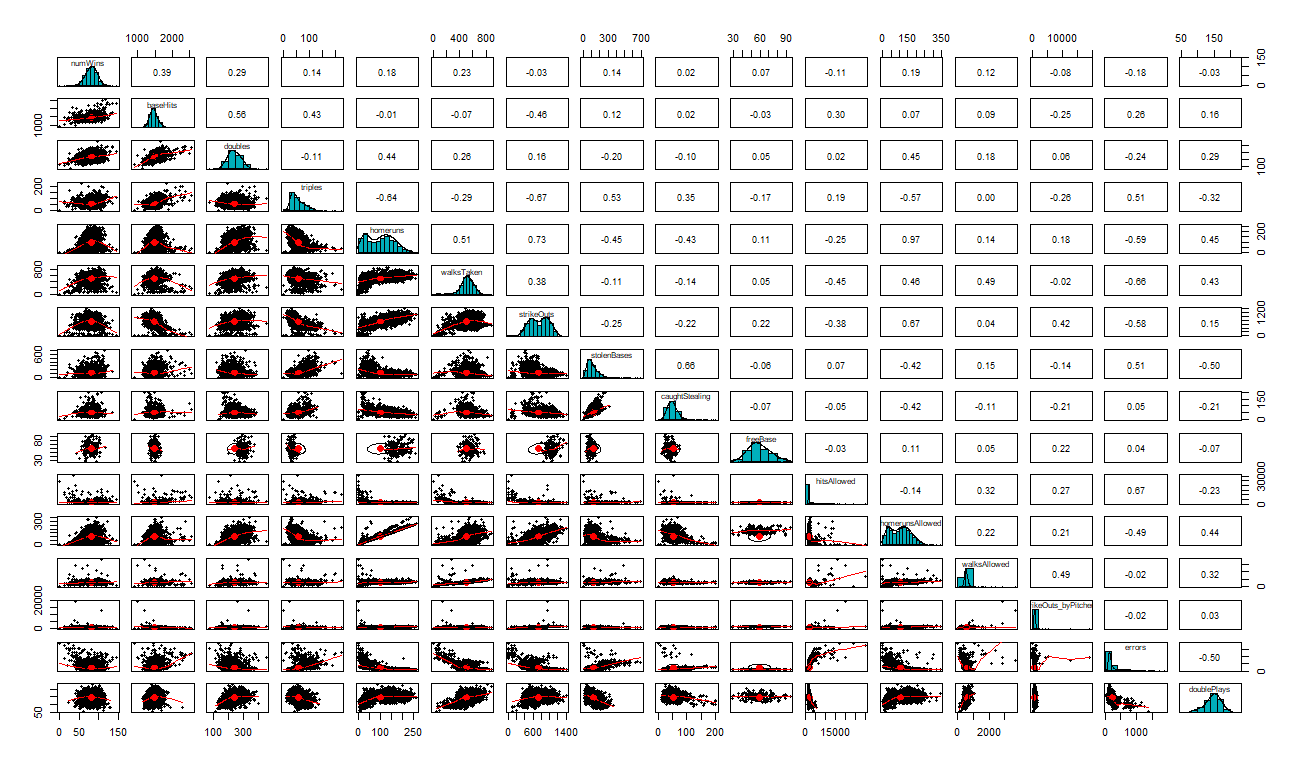 1000 2000 0 100 0 400 800 0 300 700 30 60 90 0 150 350 0 10000 50 150
numWins 0.39 0.29 0.14 0.18 0.23 -0.03 0.14 0.02 0.07 -0.11 0.19 0.12 -0.08 -0.18 -0.03 0 150
1000 baseHits 0.56 0.43 -0.01 -0.07 -0.46 0.12 0.02 -0.03 0.30 0.07 0.09 -0.25 0.26 0.16
doubles -0.11 0.44 0.26 0.16 -0.20 -0.10 0.05 0.02 0.45 0.18 0.06 -0.24 0.29 100
0 200 triples -0.64 -0.29 -0.67 0.53 0.35 -0.17 0.19 -0.57 0.00 -0.26 0.51 -0.32
homeruns 0.51 0.73 -0.45 -0.43 0.11 -0.25 0.97 0.14 0.18 -0.59 0.45 0 200
0 800 walksTaken 0.38 -0.11 -0.14 0.05 -0.45 0.46 0.49 -0.02 -0.66 0.43
strikeOuts -0.25 -0.22 0.22 -0.38 0.67 0.04 0.42 -0.58 0.15 0 1200
0 600 stolenBases 0.66 -0.06 0.07 -0.42 0.15 -0.14 0.51 -0.50
caughtStealing -0.07 -0.05 -0.42 -0.11 -0.21 0.05 -0.21 0 150
30 80 freeBase -0.03 0.11 0.05 0.22 0.04 -0.07
hitsAllowed -0.14 0.32 0.27 0.67 -0.23 0 30000
0 300 homerunsAllowed 0.22 0.21 -0.49 0.44
walksAllowed 0.49 -0.02 0.32 0
0 20000 ikeOuts_byPitche -0.02 0.03
errors -0.50 0
50 doublePlays
0 50 150 100 300 0 100 250 0 600 1400 0 100 200 0 15000 0 2000 0 1000